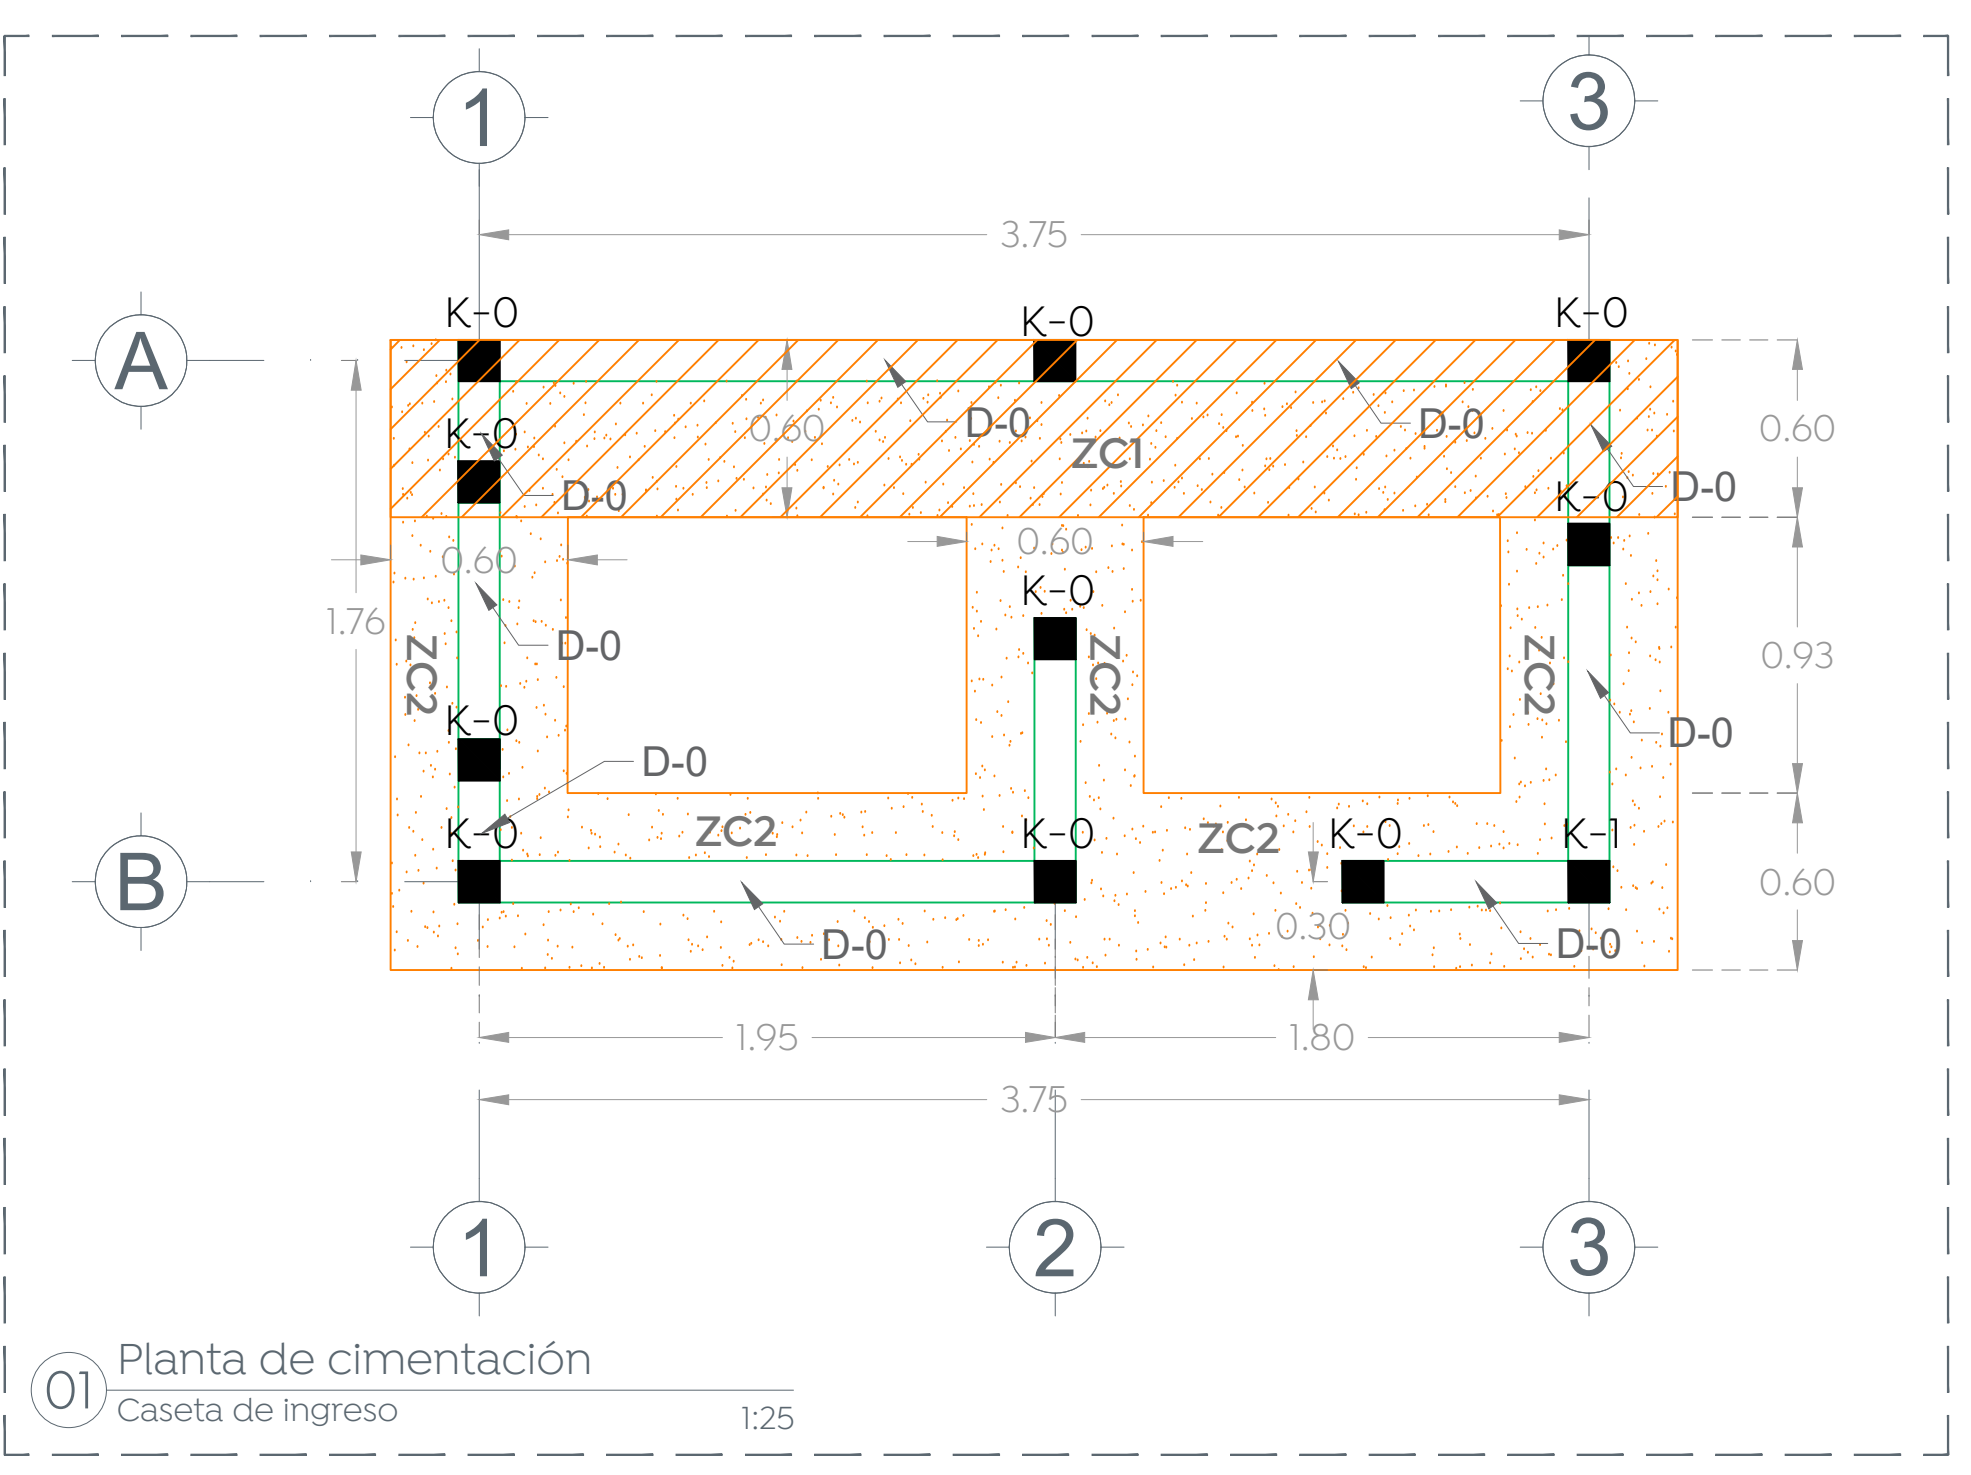 1
3
3.75
A
K-0
K-0
K-0
0.60
D-0
D-0
0.60
K-0
ZC1
D-0
D-0
K-0
0.60
0.60
K-0
1.76
D-0
ZC2
ZC2
ZC2
0.93
K-0
D-0
D-0
K-0
ZC2
K-0
ZC2
K-0
K-1
B
0.60
0.30
D-0
D-0
1.95
1.80
3.75
1
2
3
01
Planta de cimentación
Caseta de ingreso
1:25